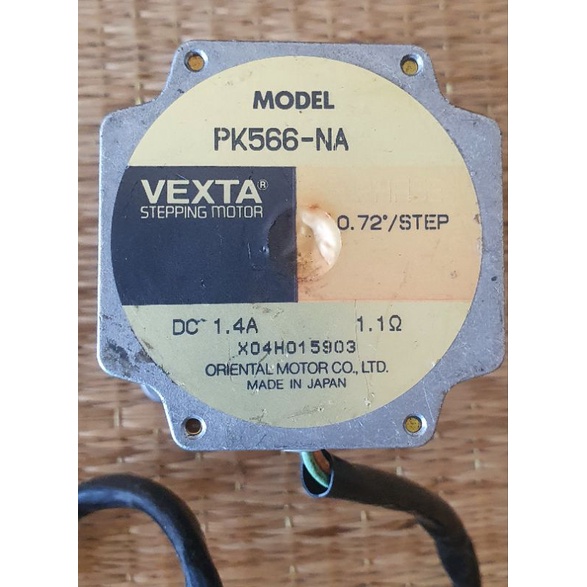 MODEL
PK566-NA
VEXTA®
STEPPING MOTOR
0.72°/STEP
DC 1.4A 1.1Ω
X04H015903
ORIENTAL MOTOR CO., LTD.
MADE IN JAPAN